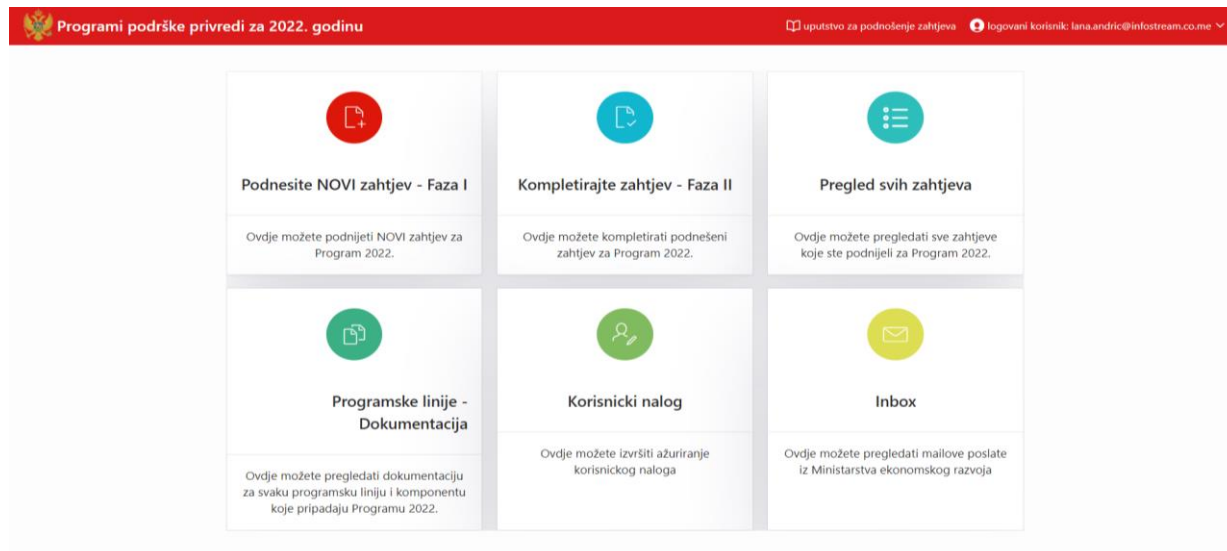 Programi podrške privredi za 2022. godinu
uputstvo za podnošenje zahtjeva
logovani korisnik: lana.andric@infostream.co.me
Podnesite NOVI zahtjev - Faza I
Ovdje možete podnijeti NOVI zahtjev za
Program 2022.
Kompletirajte zahtjev - Faza II
Ovdje možete kompletirati podnešeni
zahtjev za Program 2022.
Pregled svih zahtjeva
Ovdje možete pregledati sve zahtjeve
koje ste podnijeli za Program 2022.
Programske linije -
Dokumentacija
Ovdje možete pregledati dokumentaciju
za svaku programsku liniju i komponentu
koje pripadaju Programu 2022.
Korisnicki nalog
Ovdje možete izvršiti ažuriranje
korisnickog naloga
Inbox
Ovdje možete pregledati mailove poslate
iz Ministarstva ekonomskog razvoja